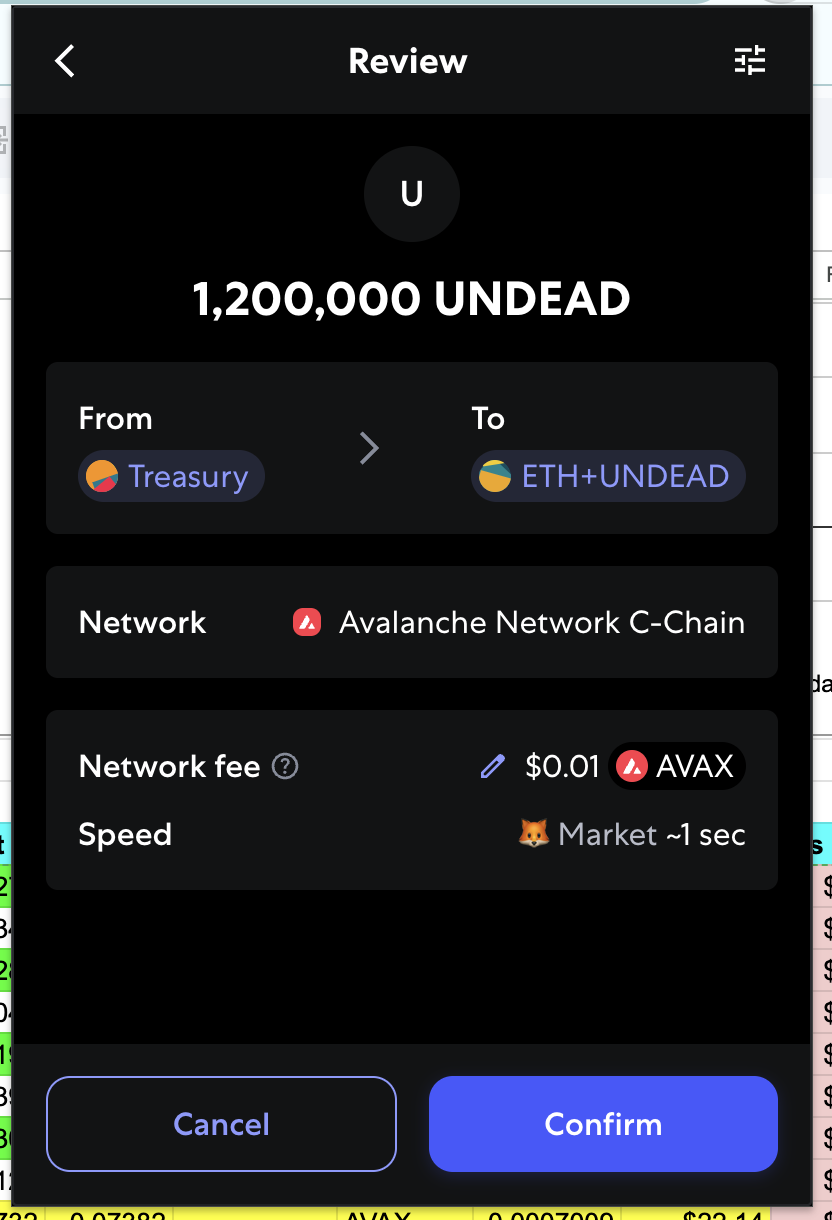 Review
U
1,200,000 UNDEAD
From
To
Treasury
ETH+UNDEAD
Network
Avalanche Network C-Chain
Network fee
$0.01 AVAX
Speed
Market ~1 sec
Cancel
Confirm
AVAX